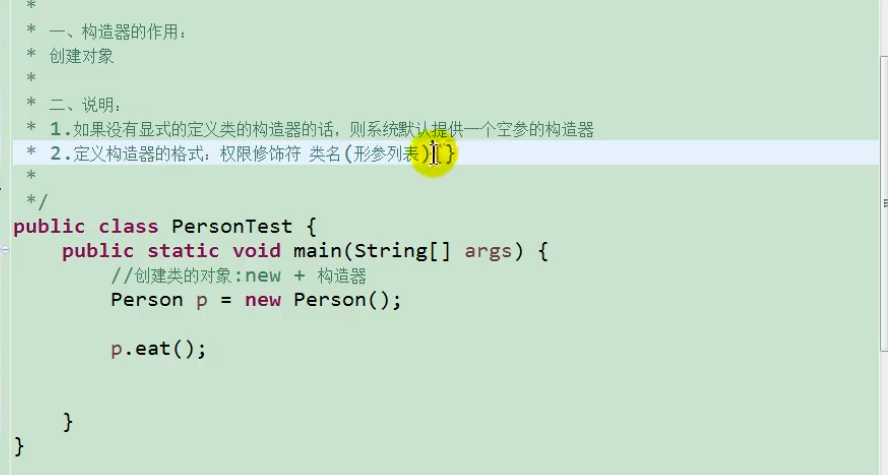 *
* 一、构造器的作用:
* 创建对象
*
* 二、说明:
* 1.如果没有显式的定义类的构造器的话，则系统默认提供一个空参的构造器
* 2.定义构造器的格式：权限修饰符 类名(形参列表){}
*
*/
public class PersonTest {
public static void main(String[] args) {
//创建类的对象:new + 构造器
Person p = new Person();
p.eat();
}
}